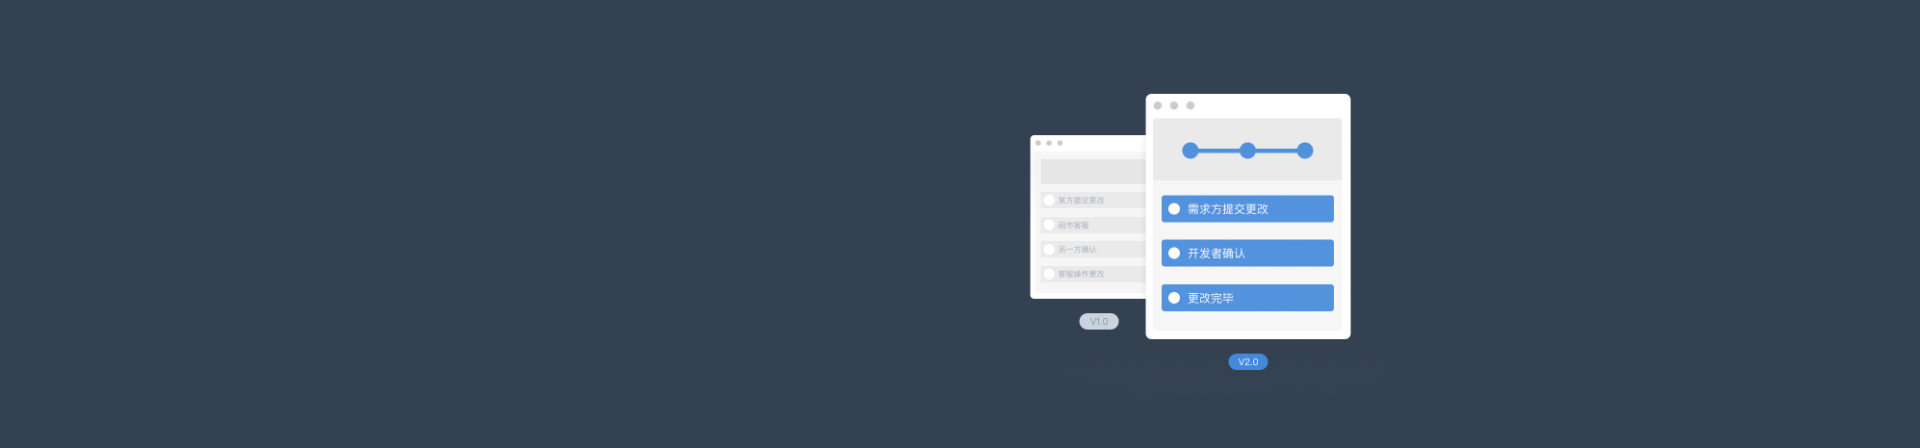 某方提交更改
码市客服
另一方确认
客服操作更改
V1.0
需求方提交更改
开发者确认
更改完毕
V2.0